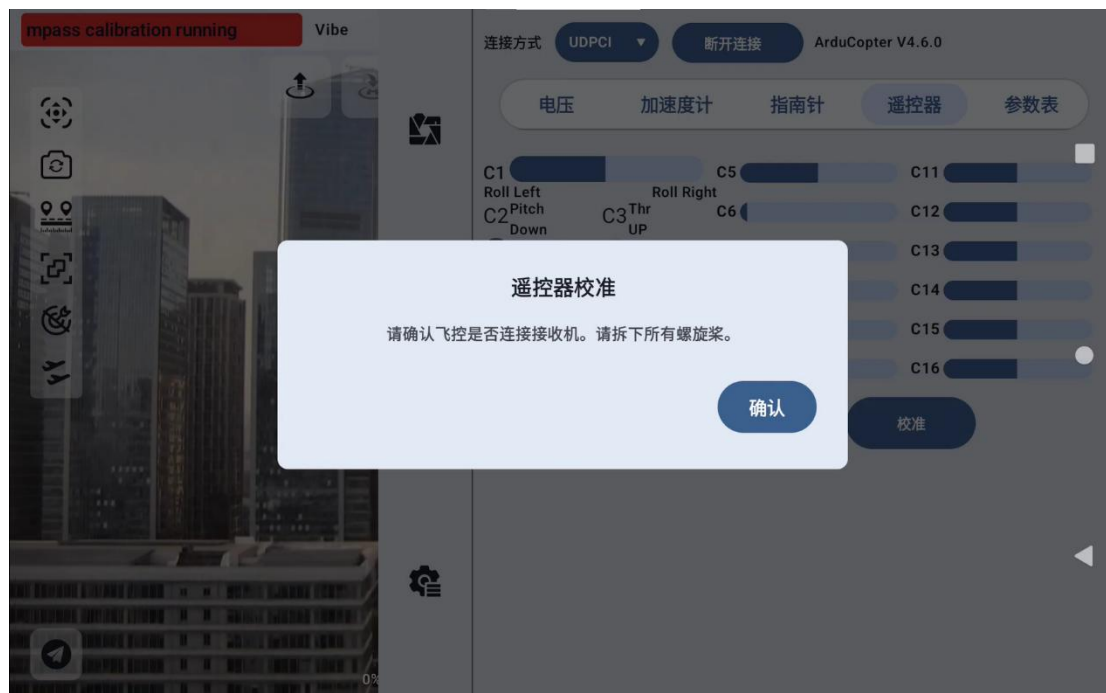 mpass calibration running
Vibe
连接方式 UDPCI 断开连接 ArduCopter V4.6.0
电压 加速度计 指南针 遥控器 参数表
C1 C5 C11
Roll Left Roll Right
C2 Pitch Down C3 Thr UP C6 C12
C13
遥控器校准
C14
请确认飞控是否连接接收机。请拆下所有螺旋桨。
C15
C16
确认
校准
0%